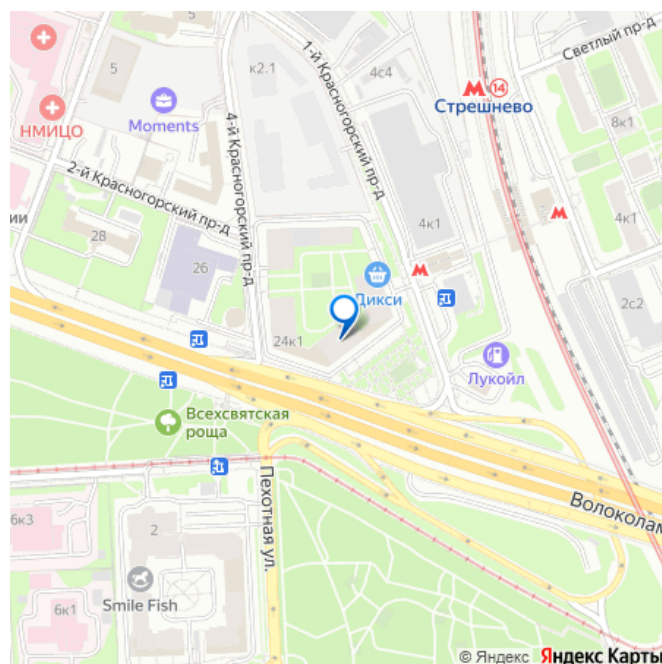 5
5
к2.1
4с4
Светлый пр-д
14
Стрешнево
8к1
НМИЦО
Moments
1-й Красногорский пр-д
4-й Красногорский пр-д
2-й Красногорский пр-д
ии
28
26
4к1
4к1
Дикси
2с2
24к1
Лукойл
Всехсвятская
роща
Пехотная ул.
Волоколам
6к3
2
Smile Fish
6к1
© Яндекс Яндекс Карты